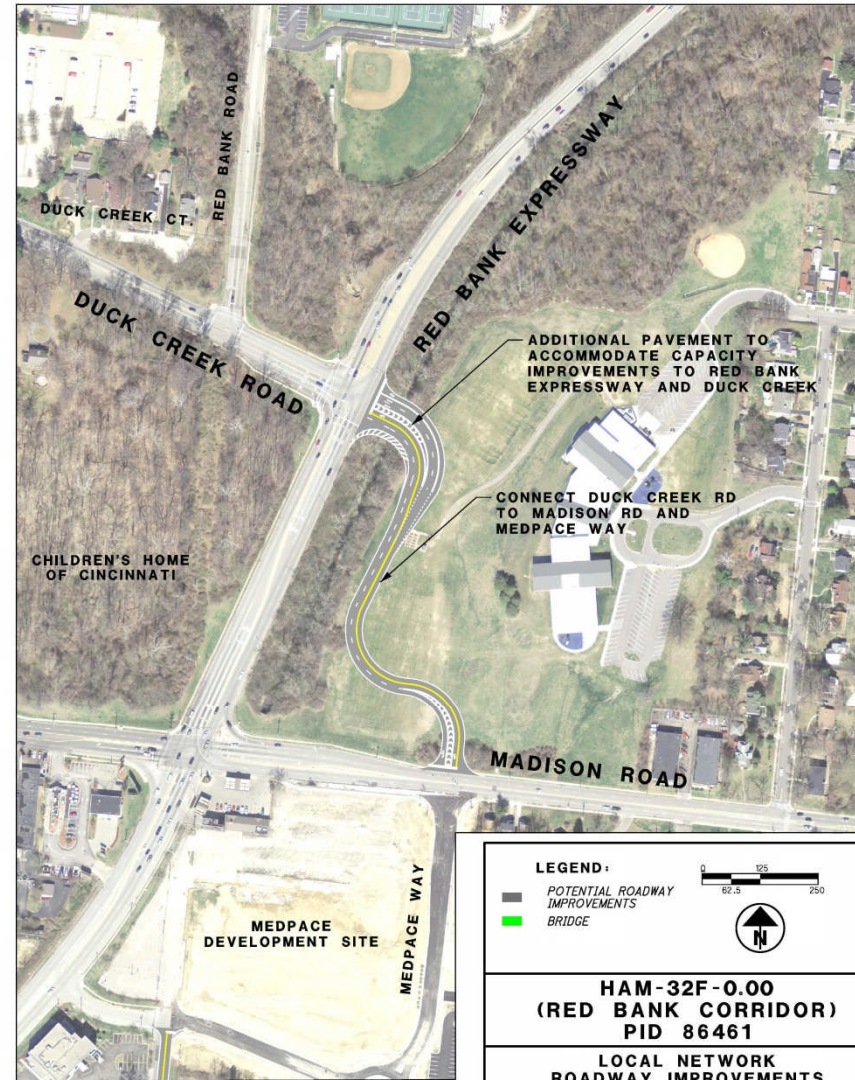 RED BANK ROAD
DUCK CREEK CT.
RED BANK EXPRESSWAY
DUCK CREEK ROAD
ADDITIONAL PAVEMENT TO
ACCOMMODATE CAPACITY
IMPROVEMENTS TO RED BANK
EXPRESSWAY AND DUCK CREEK
CONNECT DUCK CREEK RD
TO MADISON RD AND
MEDPACE WAY
CHILDREN'S HOME
OF CINCINNATI
MADISON ROAD
MEDPACE WAY
MEDPACE
DEVELOPMENT SITE
LEGEND:
POTENTIAL ROADWAY
IMPROVEMENTS
BRIDGE
0 125
62.5 250
N
HAM-32F-0.00
(RED BANK CORRIDOR)
PID 86461
LOCAL NETWORK
ROADWAY IMPROVEMENTS